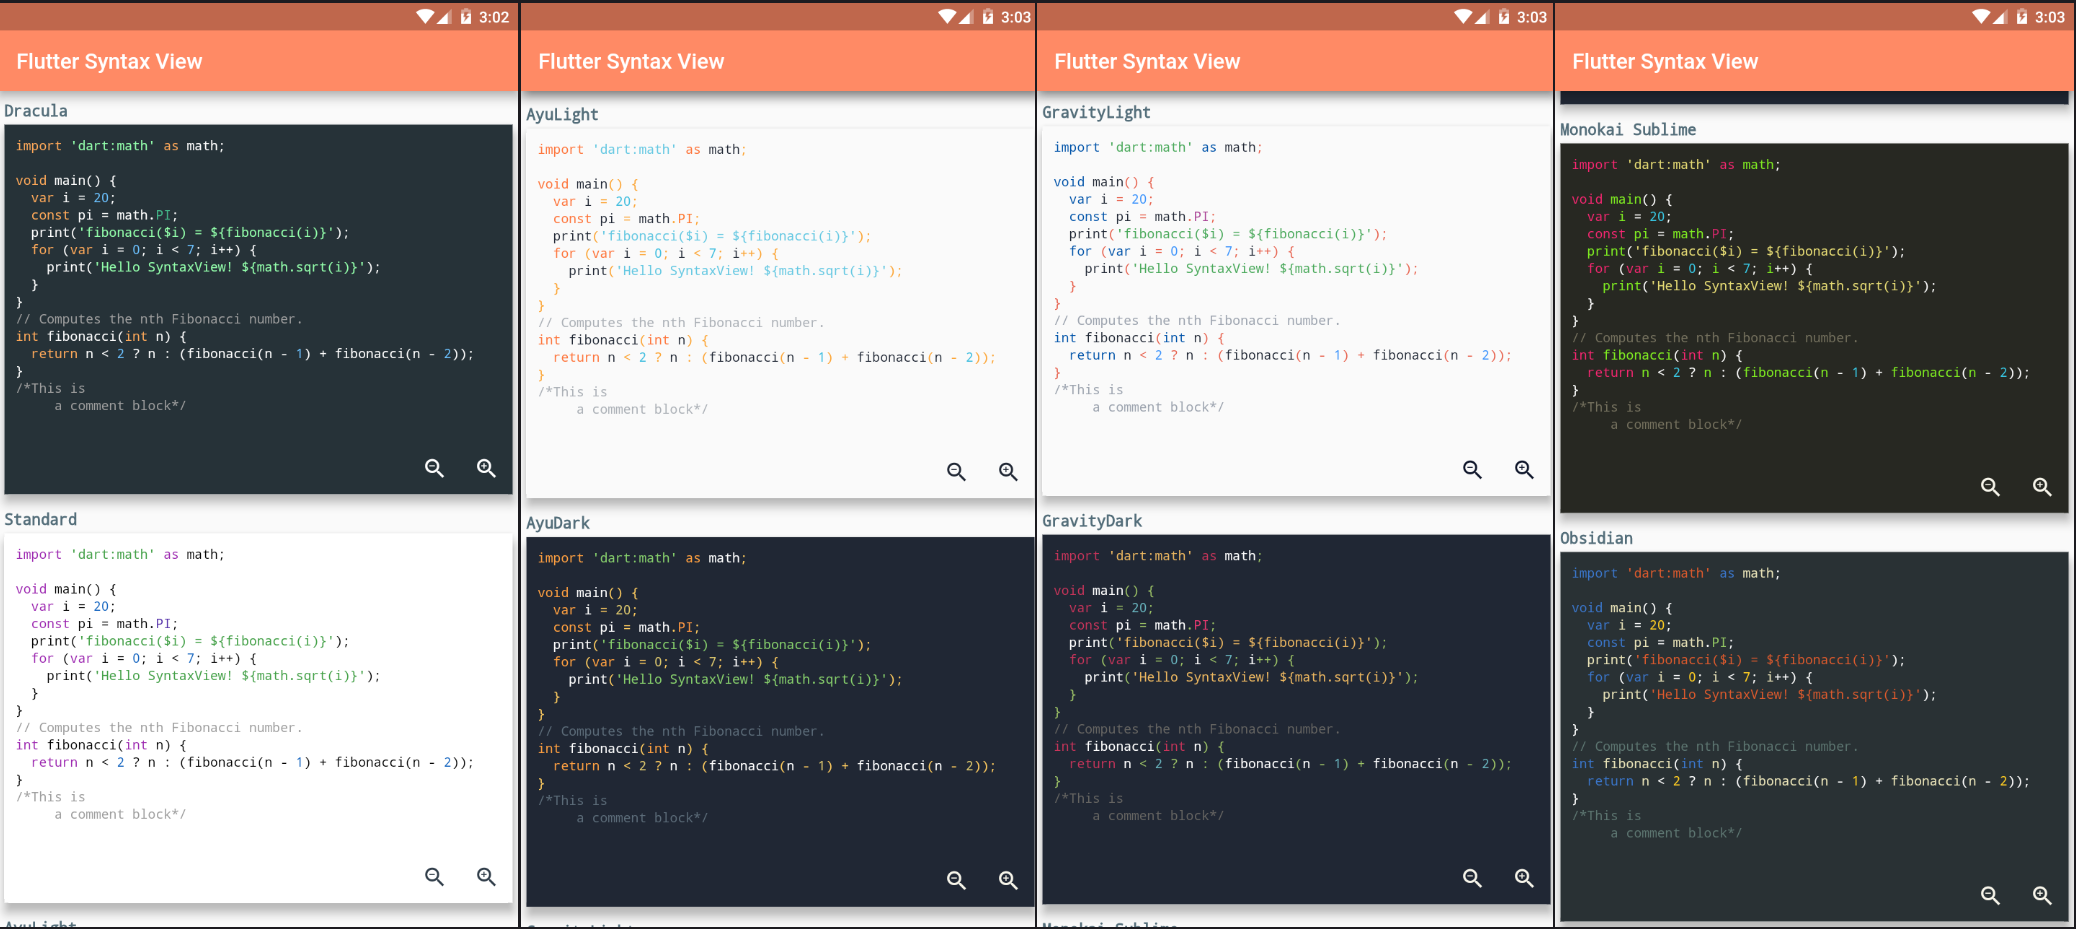 3:02
Flutter Syntax View
Dracula
import 'dart:math' as math;
void main() {
  var i = 20;
  const pi = math.PI;
  print('fibonacci($i) = ${fibonacci(i)}');
  for (var i = 0; i < 7; i++) {
    print('Hello SyntaxView! ${math.sqrt(i)}');
  }
}
// Computes the nth Fibonacci number.
int fibonacci(int n) {
  return n < 2 ? n : (fibonacci(n - 1) + fibonacci(n - 2));
}
/*This is
     a comment block*/
Standard
import 'dart:math' as math;
void main() {
  var i = 20;
  const pi = math.PI;
  print('fibonacci($i) = ${fibonacci(i)}');
  for (var i = 0; i < 7; i++) {
    print('Hello SyntaxView! ${math.sqrt(i)}');
  }
}
// Computes the nth Fibonacci number.
int fibonacci(int n) {
  return n < 2 ? n : (fibonacci(n - 1) + fibonacci(n - 2));
}
/*This is
     a comment block*/
AyuLight
3:03
Flutter Syntax View
AyuLight
import 'dart:math' as math;
void main() {
  var i = 20;
  const pi = math.PI;
  print('fibonacci($i) = ${fibonacci(i)}');
  for (var i = 0; i < 7; i++) {
    print('Hello SyntaxView! ${math.sqrt(i)}');
  }
}
// Computes the nth Fibonacci number.
int fibonacci(int n) {
  return n < 2 ? n : (fibonacci(n - 1) + fibonacci(n - 2));
}
/*This is
     a comment block*/
AyuDark
import 'dart:math' as math;
void main() {
  var i = 20;
  const pi = math.PI;
  print('fibonacci($i) = ${fibonacci(i)}');
  for (var i = 0; i < 7; i++) {
    print('Hello SyntaxView! ${math.sqrt(i)}');
  }
}
// Computes the nth Fibonacci number.
int fibonacci(int n) {
  return n < 2 ? n : (fibonacci(n - 1) + fibonacci(n - 2));
}
/*This is
     a comment block*/
3:03
Flutter Syntax View
GravityLight
import 'dart:math' as math;
void main() {
  var i = 20;
  const pi = math.PI;
  print('fibonacci($i) = ${fibonacci(i)}');
  for (var i = 0; i < 7; i++) {
    print('Hello SyntaxView! ${math.sqrt(i)}');
  }
}
// Computes the nth Fibonacci number.
int fibonacci(int n) {
  return n < 2 ? n : (fibonacci(n - 1) + fibonacci(n - 2));
}
/*This is
     a comment block*/
GravityDark
import 'dart:math' as math;
void main() {
  var i = 20;
  const pi = math.PI;
  print('fibonacci($i) = ${fibonacci(i)}');
  for (var i = 0; i < 7; i++) {
    print('Hello SyntaxView! ${math.sqrt(i)}');
  }
}
// Computes the nth Fibonacci number.
int fibonacci(int n) {
  return n < 2 ? n : (fibonacci(n - 1) + fibonacci(n - 2));
}
/*This is
     a comment block*/
Monokai Sublime
3:03
Flutter Syntax View
Monokai Sublime
import 'dart:math' as math;
void main() {
  var i = 20;
  const pi = math.PI;
  print('fibonacci($i) = ${fibonacci(i)}');
  for (var i = 0; i < 7; i++) {
    print('Hello SyntaxView! ${math.sqrt(i)}');
  }
}
// Computes the nth Fibonacci number.
int fibonacci(int n) {
  return n < 2 ? n : (fibonacci(n - 1) + fibonacci(n - 2));
}
/*This is
     a comment block*/
Obsidian
import 'dart:math' as math;
void main() {
  var i = 20;
  const pi = math.PI;
  print('fibonacci($i) = ${fibonacci(i)}');
  for (var i = 0; i < 7; i++) {
    print('Hello SyntaxView! ${math.sqrt(i)}');
  }
}
// Computes the nth Fibonacci number.
int fibonacci(int n) {
  return n < 2 ? n : (fibonacci(n - 1) + fibonacci(n - 2));
}
/*This is
     a comment block*/